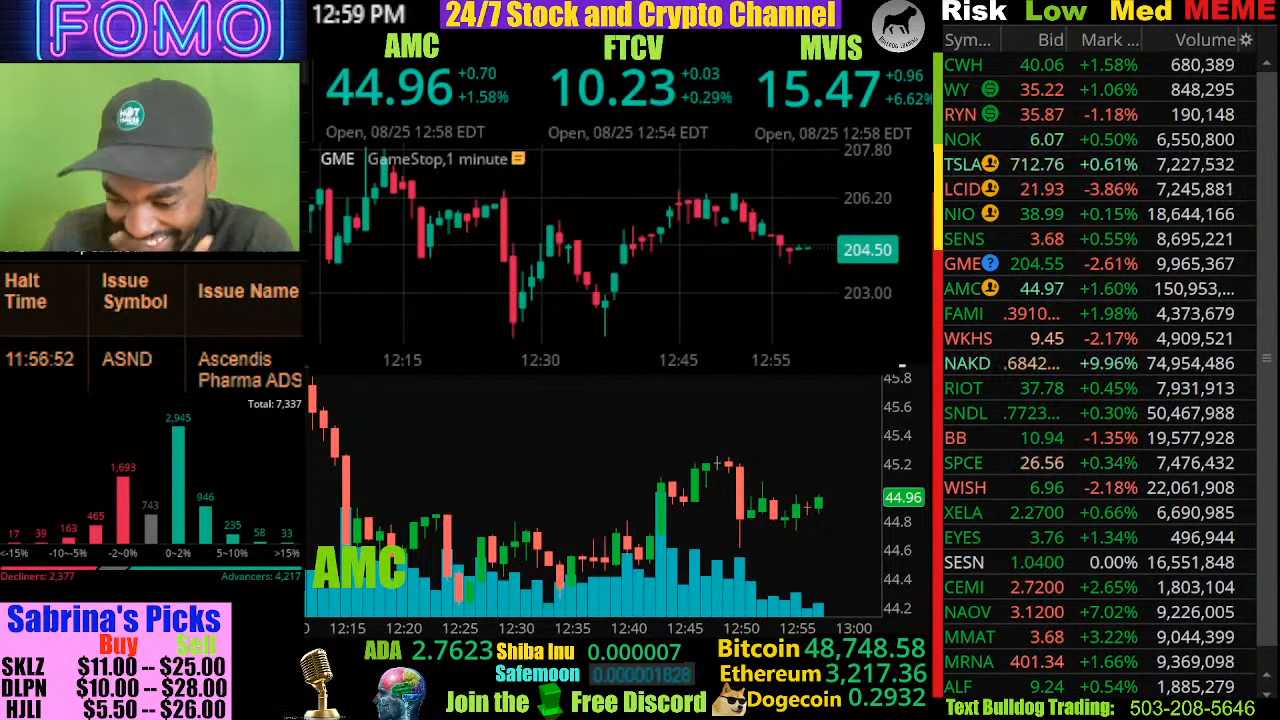 FOMO
12:59 PM
24/7 Stock and Crypto Channel
AMC
44.96
+0.70
+1.58%
Open, 08/25 12:58 EDT
FTCV
10.23
+0.03
+0.29%
Open, 08/25 12:54 EDT
MVIS
15.47
+0.96
+6.62%
Open, 08/25 12:58 EDT
HOT
GME GameStop,1 minute
207.80
206.20
204.50
203.00
12:15 12:30 12:45 12:55
Halt Time Issue Symbol Issue Name
11:56:52 ASND Ascendis
Pharma ADS
Total: 7,337
17 39 163 465 1,693 743 2,945 946 235 58 33
<-15% -10~-5% -2~0% 0~2% 5~10% >15%
Decliners: 2,377 Advancers: 4,217
Sabrina's Picks
Buy Sell
SKLZ $11.00 -- $25.00
DLPN $10.00 -- $28.00
HJLI $5.50 -- $26.00
45.8
45.6
45.4
45.2
44.96
44.8
44.6
44.4
44.2
AMC
0 12:15 12:20 12:25 12:30 12:35 12:40 12:45 12:50 12:55 13:00
ADA 2.7623 Shiba Inu 0.000007
Safemoon 0.000001828
Join the Free Discord
Bitcoin 48,748.58
Ethereum 3,217.36
Dogecoin 0.2932
Risk Low Med MEME
Sym... Bid Mark ... Volume
CWH 40.06 +1.58% 680,389
WY 35.22 +1.06% 848,295
RYN 35.87 -1.18% 190,148
NOK 6.07 +0.50% 6,550,800
TSLA 712.76 +0.61% 7,227,532
LCID 21.93 -3.86% 7,245,881
NIO 38.99 +0.15% 18,644,166
SENS 3.68 +0.55% 8,695,221
GME 204.55 -2.61% 9,965,367
AMC 44.97 +1.60% 150,953,...
FAMI .3910... +1.98% 4,373,679
WKHS 9.45 -2.17% 4,909,521
NAKD .6842... +9.96% 74,954,486
RIOT 37.78 +0.45% 7,931,913
SNDL .7723... +0.30% 50,467,988
BB 10.94 -1.35% 19,577,928
SPCE 26.56 +0.34% 7,476,432
WISH 6.96 -2.18% 22,061,908
XELA 2.2700 +0.66% 6,690,985
EYES 3.76 +1.34% 496,944
SESN 1.0400 0.00% 16,551,848
CEMI 2.7200 +2.65% 1,803,104
NAOV 3.1200 +7.02% 9,226,005
MMAT 3.68 +3.22% 9,044,399
MRNA 401.34 +1.66% 9,369,098
ALF 9.24 +0.54% 1,885,279
Text Bulldog Trading: 503-208-5646